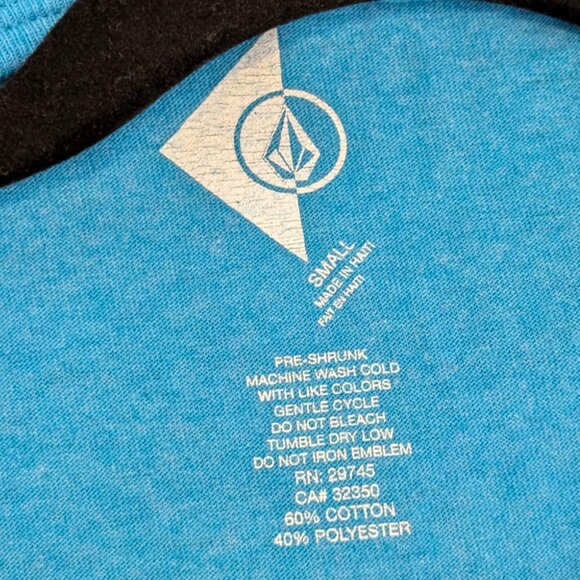 SMALL
MADE IN HAITI
FAIT EN HAITI
PRE-SHRUNK
MACHINE WASH COLD
WITH LIKE COLORS
GENTLE CYCLE
DO NOT BLEACH
TUMBLE DRY LOW
DO NOT IRON EMBLEM
RN: 29745
CA# 32350
60% COTTON
40% POLYESTER